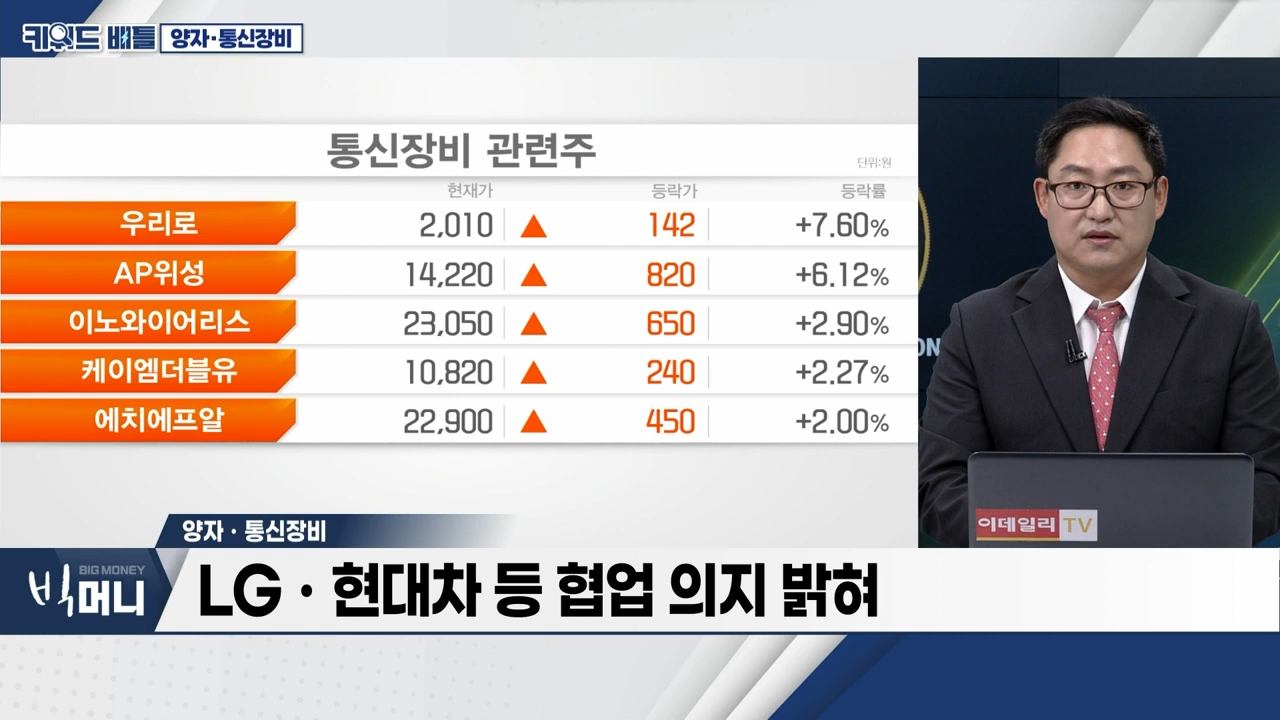 키워드 배틀 양자·통신장비
통신장비 관련주
단위:원
현재가 등락가 등락률
우리로 2,010 ▲ 142 +7.60%
AP위성 14,220 ▲ 820 +6.12%
이노와이어리스 23,050 ▲ 650 +2.90%
케이엠더블유 10,820 ▲ 240 +2.27%
에치에프알 22,900 ▲ 450 +2.00%
ON
이데일리TV
양자·통신장비
BIG MONEY
빅머니
LG·현대차 등 협업 의지 밝혀